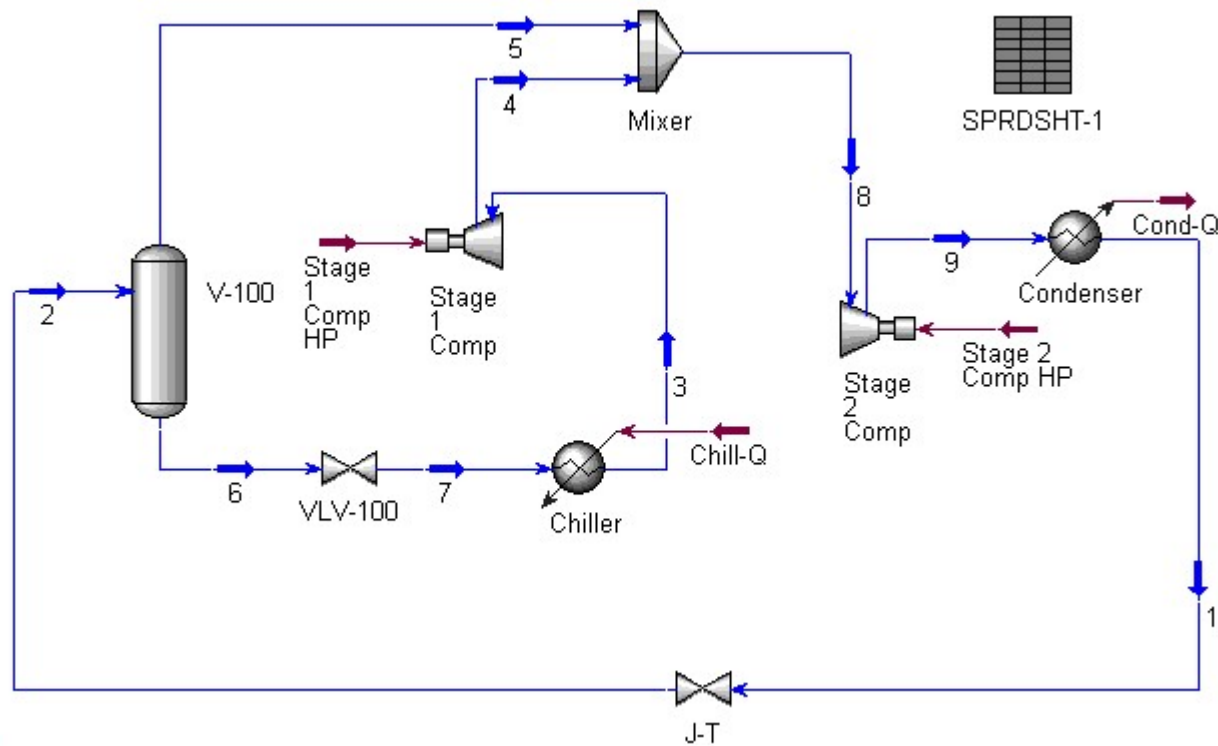 5
4
Mixer
SPRDSHT-1
8
Cond-Q
9
Condenser
2
V-100
Stage
1
Comp
HP
Stage
1
Comp
3
Stage 2
Comp HP
Stage
2
Comp
Chill-Q
6
VLV-100
7
Chiller
1
J-T